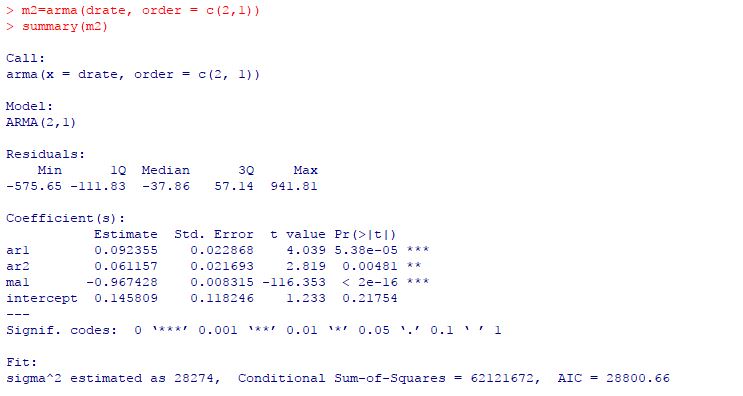 > m2=arma(drate, order = c(2,1))
> summary(m2)
Call:
arma(x = drate, order = c(2, 1))
Model:
ARMA(2,1)
Residuals:
Min 1Q Median 3Q Max
-575.65 -111.83 -37.86 57.14 941.81
Coefficient(s):
Estimate Std. Error t value Pr(>|t|)
ar1 0.092355 0.022868 4.039 5.38e-05 ***
ar2 0.061157 0.021693 2.819 0.00481 **
ma1 -0.967428 0.008315 -116.353 < 2e-16 ***
intercept 0.145809 0.118246 1.233 0.21754
---
Signif. codes: 0 ‘***’ 0.001 ‘**’ 0.01 ‘*’ 0.05 ‘.’ 0.1 ‘ ’ 1
Fit:
sigma^2 estimated as 28274, Conditional Sum-of-Squares = 62121672, AIC = 28800.66